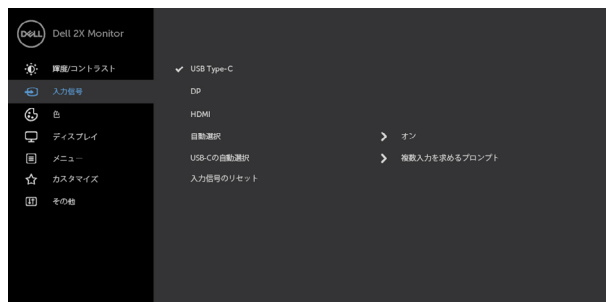 DELL
Dell 2X Monitor
輝度/コントラスト
入力信号
色
ディスプレイ
メニュー
カスタマイズ
その他
USB Type-C
DP
HDMI
自動選択 オン
USB-Cの自動選択 複数入力を求めるプロンプト
入力信号のリセット